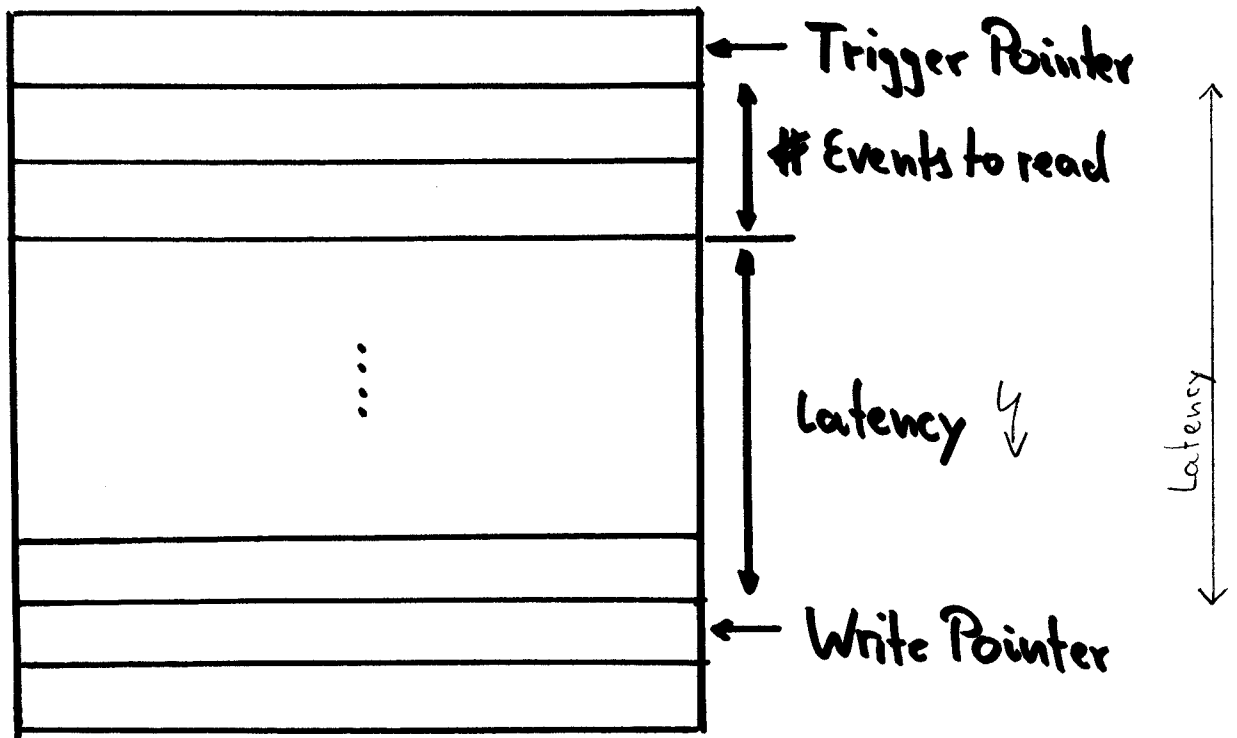 Trigger Pointer
# Events to read
Latency
Latency
Write Pointer